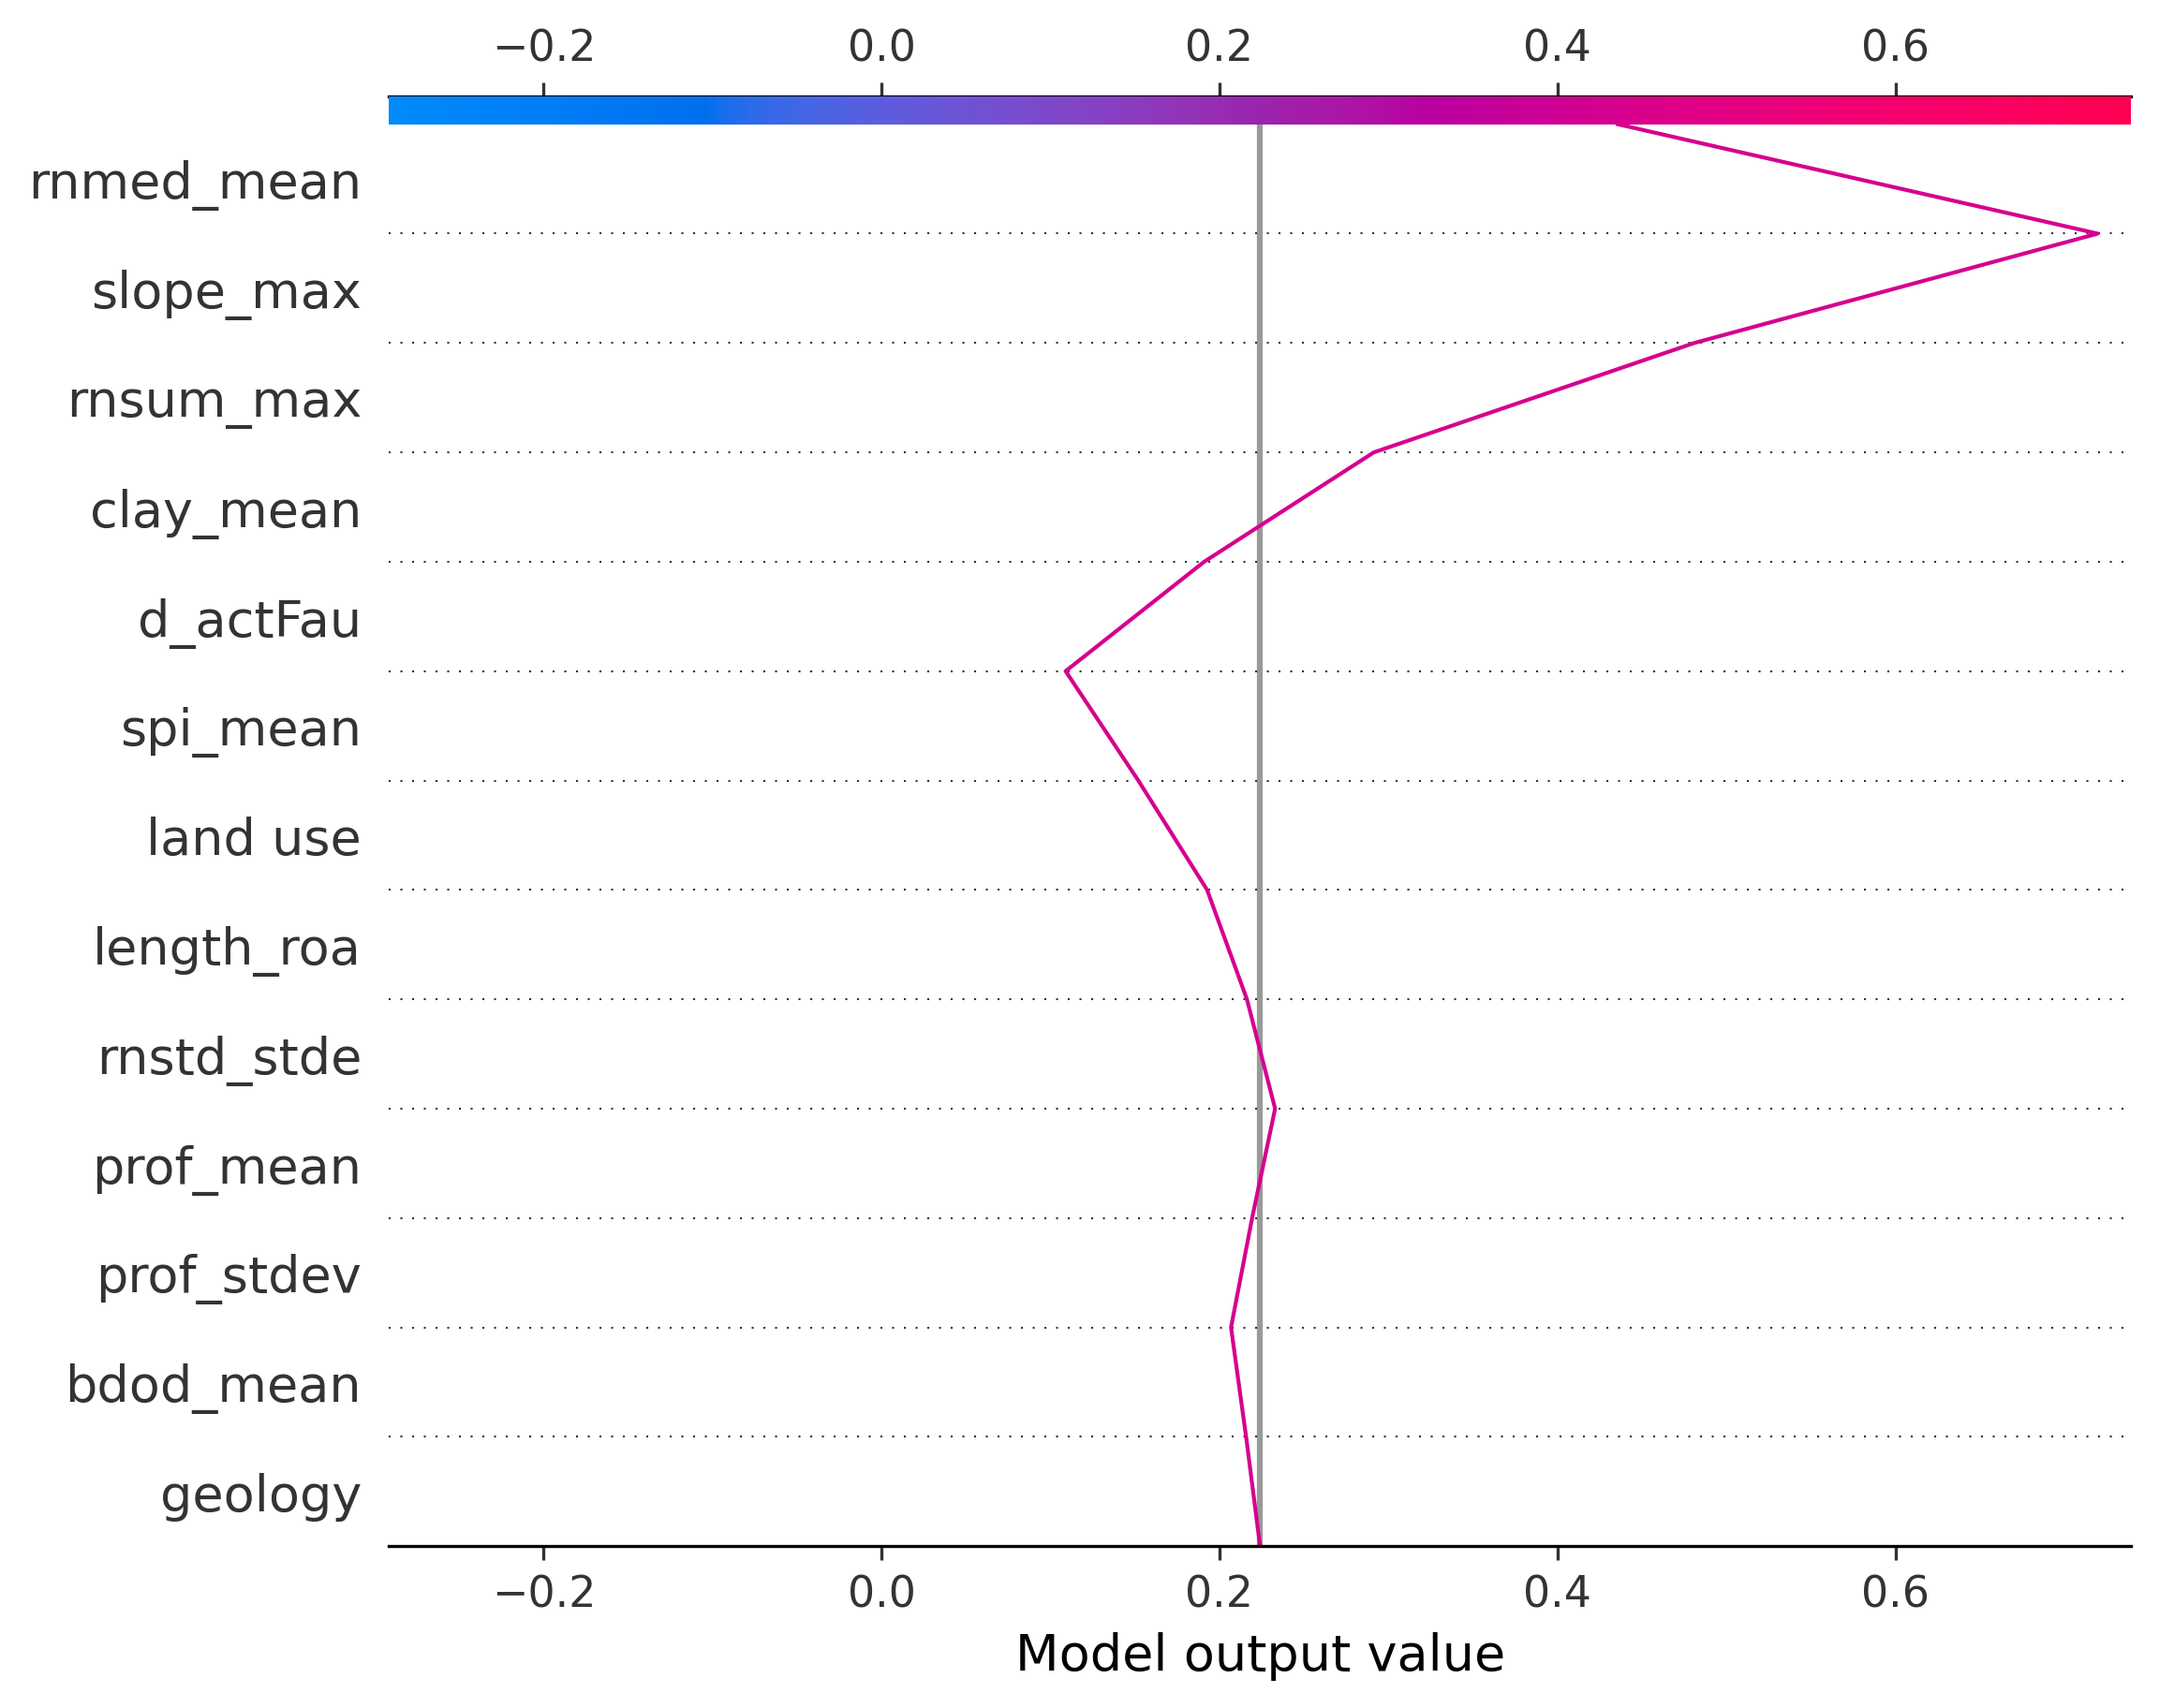 −0.2 0.0 0.2 0.4 0.6
rnmed_mean
slope_max
rnsum_max
clay_mean
d_actFau
spi_mean
land use
length_roa
rnstd_stde
prof_mean
prof_stdev
bdod_mean
geology
−0.2 0.0 0.2 0.4 0.6
Model output value